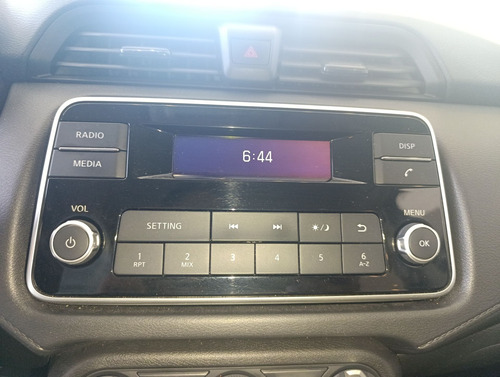 RADIO
MEDIA
6:44
DISP
VOL
MENU
SETTING
OK
1
RPT
2
MIX
3
4
5
6
A-Z